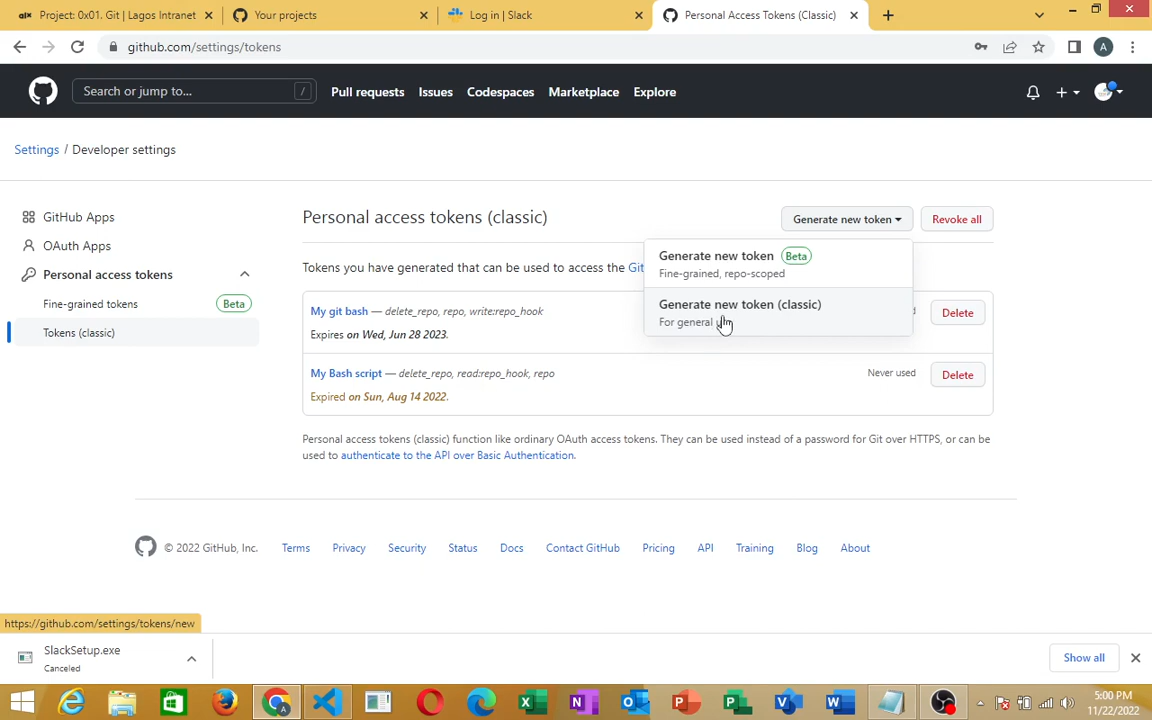 Project: 0x01. Git | Lagos Intranet
Your projects
Log in | Slack
Personal Access Tokens (Classic)
github.com/settings/tokens
A
Search or jump to...
/
Pull requests
Issues
Codespaces
Marketplace
Explore
Settings / Developer settings
GitHub Apps
OAuth Apps
Personal access tokens
Fine-grained tokens
Beta
Tokens (classic)
Personal access tokens (classic)
Generate new token
Revoke all
Generate new token Beta
Fine-grained, repo-scoped
Generate new token (classic)
For general
Tokens you have generated that can be used to access the Git
My git bash — delete_repo, repo, write:repo_hook
Delete
Expires on Wed, Jun 28 2023.
My Bash script — delete_repo, read:repo_hook, repo
Never used
Delete
Expired on Sun, Aug 14 2022.
Personal access tokens (classic) function like ordinary OAuth access tokens. They can be used instead of a password for Git over HTTPS, or can be
used to authenticate to the API over Basic Authentication.
© 2022 GitHub, Inc.
Terms
Privacy
Security
Status
Docs
Contact GitHub
Pricing
API
Training
Blog
About
https://github.com/settings/tokens/new
SlackSetup.exe
Canceled
Show all
5:00 PM
11/22/2022